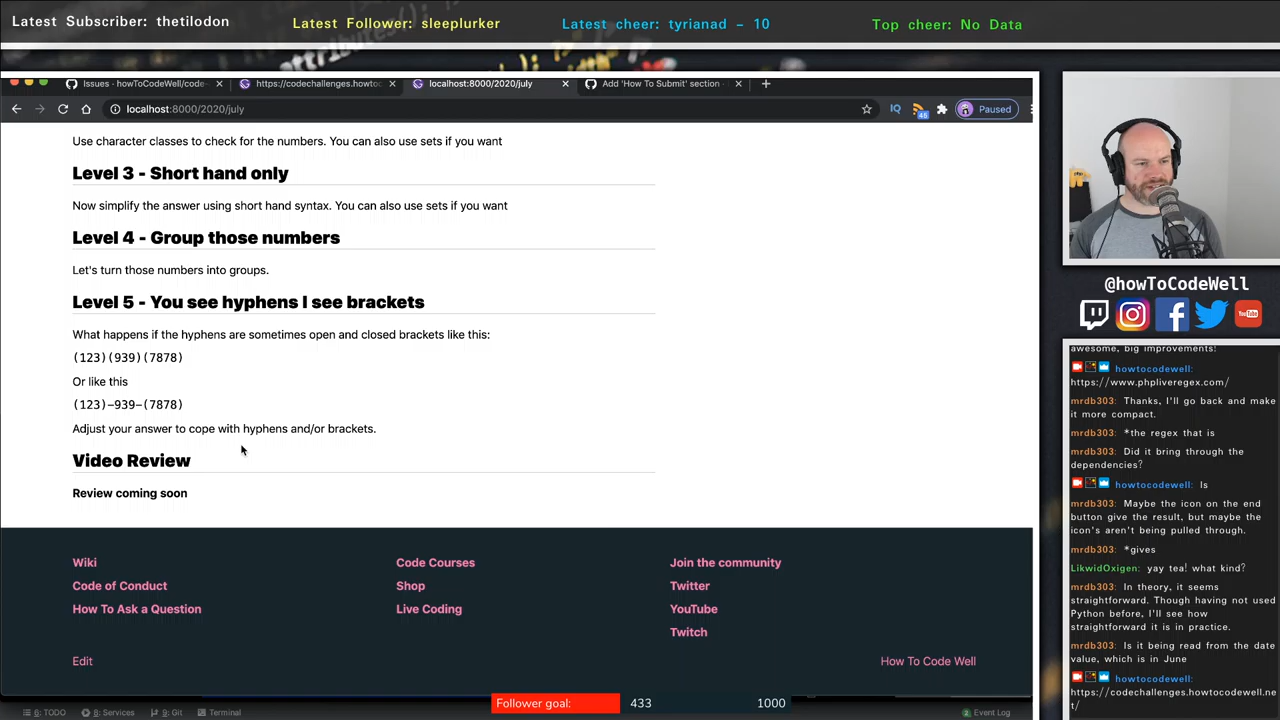 Latest Subscriber: thetilodon
Latest Follower: sleeplurker
Latest cheer: tyrianad - 10
Top cheer: No Data
attributes(
Issues · howToCodeWell/code-
https://codechallenges.howto
localhost:8000/2020/july
Add 'How To Submit' section ·
localhost:8000/2020/july
IQ
46
Paused
Use character classes to check for the numbers. You can also use sets if you want
Level 3 - Short hand only
Now simplify the answer using short hand syntax. You can also use sets if you want
Level 4 - Group those numbers
Let's turn those numbers into groups.
Level 5 - You see hyphens I see brackets
What happens if the hyphens are sometimes open and closed brackets like this:
(123)(939)(7878)
Or like this
(123)-939-(7878)
Adjust your answer to cope with hyphens and/or brackets.
Video Review
Review coming soon
Wiki
Code of Conduct
How To Ask a Question
Code Courses
Shop
Live Coding
Join the community
Twitter
YouTube
Twitch
Edit
How To Code Well
6: TODO
8: Services
9: Git
Terminal
Event Log
Follower goal:
433
1000
@howToCodeWell
You Tube
awesome, big improvements!
howtocodewell:
https://www.phpliveregex.com/
mrdb303: Thanks, I'll go back and make
it more compact.
mrdb303: *the regex that is
mrdb303: Did it bring through the
dependencies?
howtocodewell: Is
mrdb303: Maybe the icon on the end
button give the result, but maybe the
icon's aren't being pulled through.
mrdb303: *gives
LikwidOxigen: yay tea! what kind?
mrdb303: In theory, it seems
straightforward. Though having not used
Python before, I'll see how
straightforward it is in practice.
mrdb303: Is it being read from the date
value, which is in June
howtocodewell:
https://codechallenges.howtocodewell.ne
t/